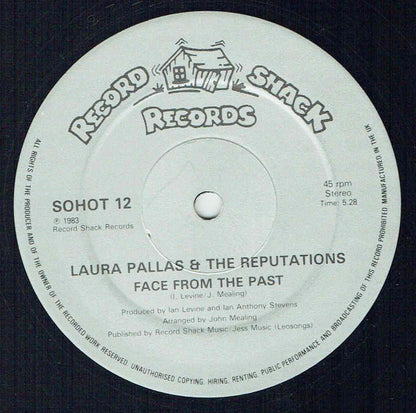 RECORD SHACK
RECORDS
SOHOT 12
℗ 1983
Record Shack Records
45 rpm
Stereo
Time: 5.28
LAURA PALLAS & THE REPUTATIONS
FACE FROM THE PAST
(I. Levine/J. Mealing)
Produced by Ian Levine and Ian Anthony Stevens
Arranged by John Mealing
Published by Record Shack Music/Jess Music (Leosongs)
ALL RIGHTS OF THE PRODUCER AND OF THE OWNER OF THE RECORDED WORK RESERVED. UNAUTHORISED COPYING, HIRING, RENTING, PUBLIC PERFORMANCE AND BROADCASTING OF THIS RECORD PROHIBITED. MANUFACTURED IN THE UK